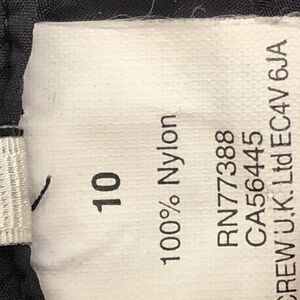 10
100% Nylon
RN77388
CA56445
CREW U.K. Ltd EC4V 6JA